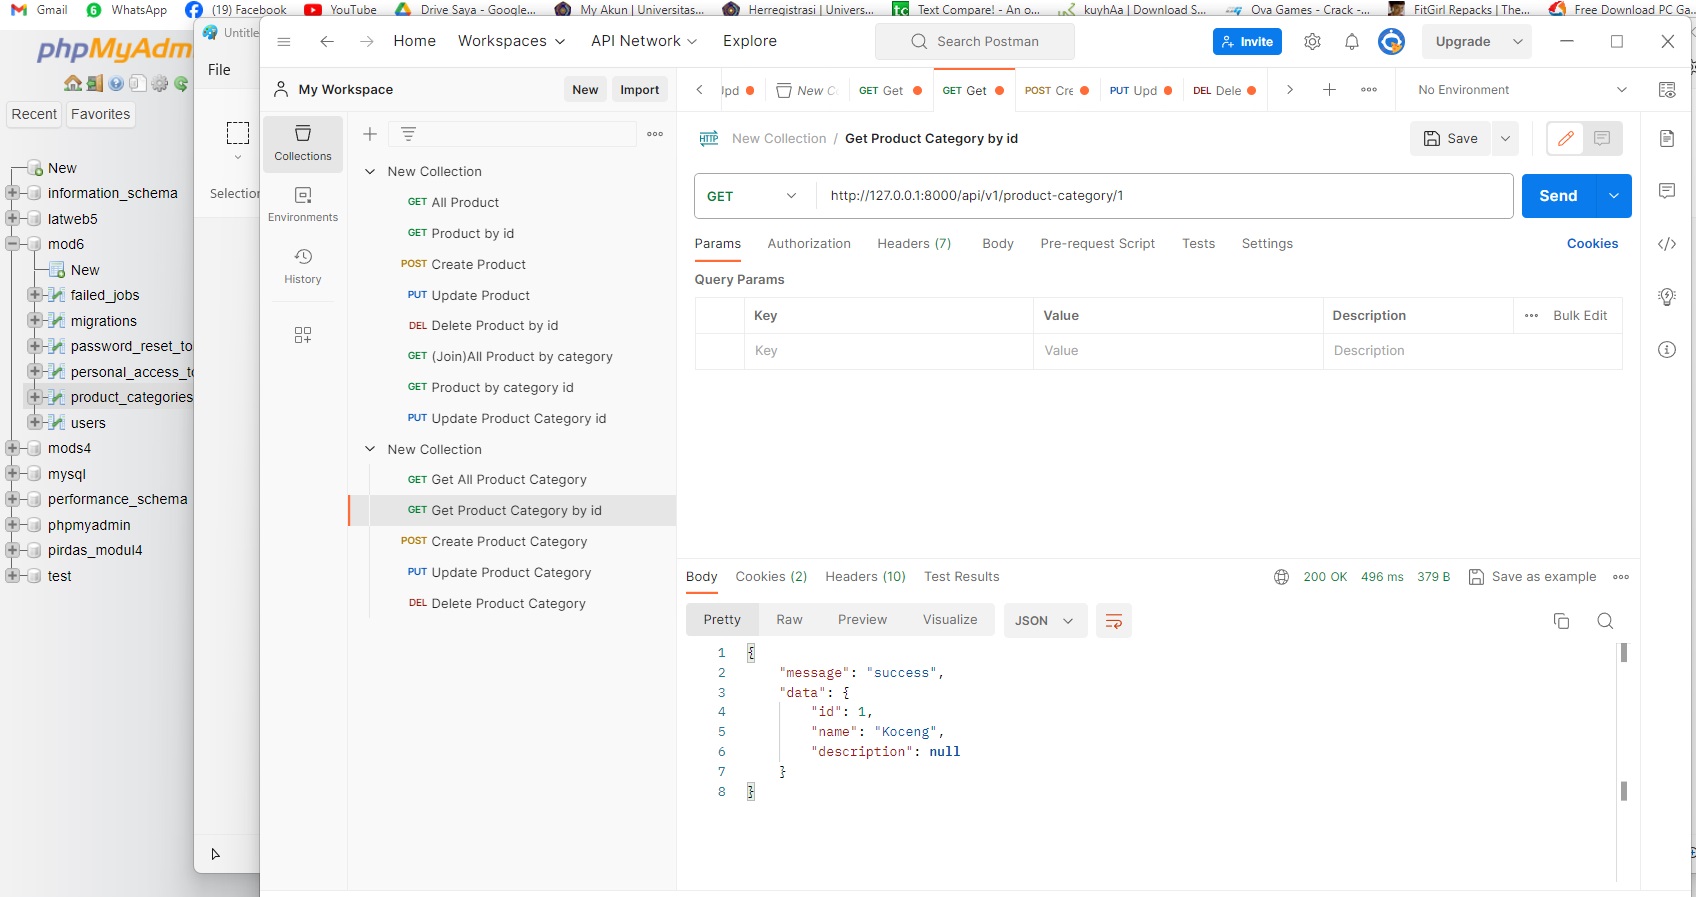 Gmail WhatsApp (19) Facebook YouTube Drive Saya - Google... My Akun | Universitas... Herregistrasi | Univers... Text Compare! - An o... kuyhAa | Download S... Ova Games - Crack -... FitGirl Repacks | The... Free Download PC Ga...
phpMyAdm
Recent Favorites
New
information_schema
latweb5
mod6
New
failed_jobs
migrations
password_reset_to
personal_access_to
product_categories
users
mods4
mysql
performance_schema
phpmyadmin
pirdas_modul4
test
Untitle
File
Selection
Home Workspaces API Network Explore Search Postman Invite Upgrade
My Workspace New Import
Collections
Environments
History
New Collection
GET All Product
GET Product by id
POST Create Product
PUT Update Product
DEL Delete Product by id
GET (Join)All Product by category
GET Product by category id
PUT Update Product Category id
New Collection
GET Get All Product Category
GET Get Product Category by id
POST Create Product Category
PUT Update Product Category
DEL Delete Product Category
Jpd New C GET Get GET Get POST Cre PUT Upd DEL Dele No Environment
HTTP New Collection / Get Product Category by id Save
GET http://127.0.0.1:8000/api/v1/product-category/1 Send
Params Authorization Headers (7) Body Pre-request Script Tests Settings Cookies
Query Params
Key Value Description Bulk Edit
Key Value Description
Body Cookies (2) Headers (10) Test Results 200 OK 496 ms 379 B Save as example
Pretty Raw Preview Visualize JSON
1 {
2 "message": "success",
3 "data": {
4 "id": 1,
5 "name": "Koceng",
6 "description": null
7 }
8 }